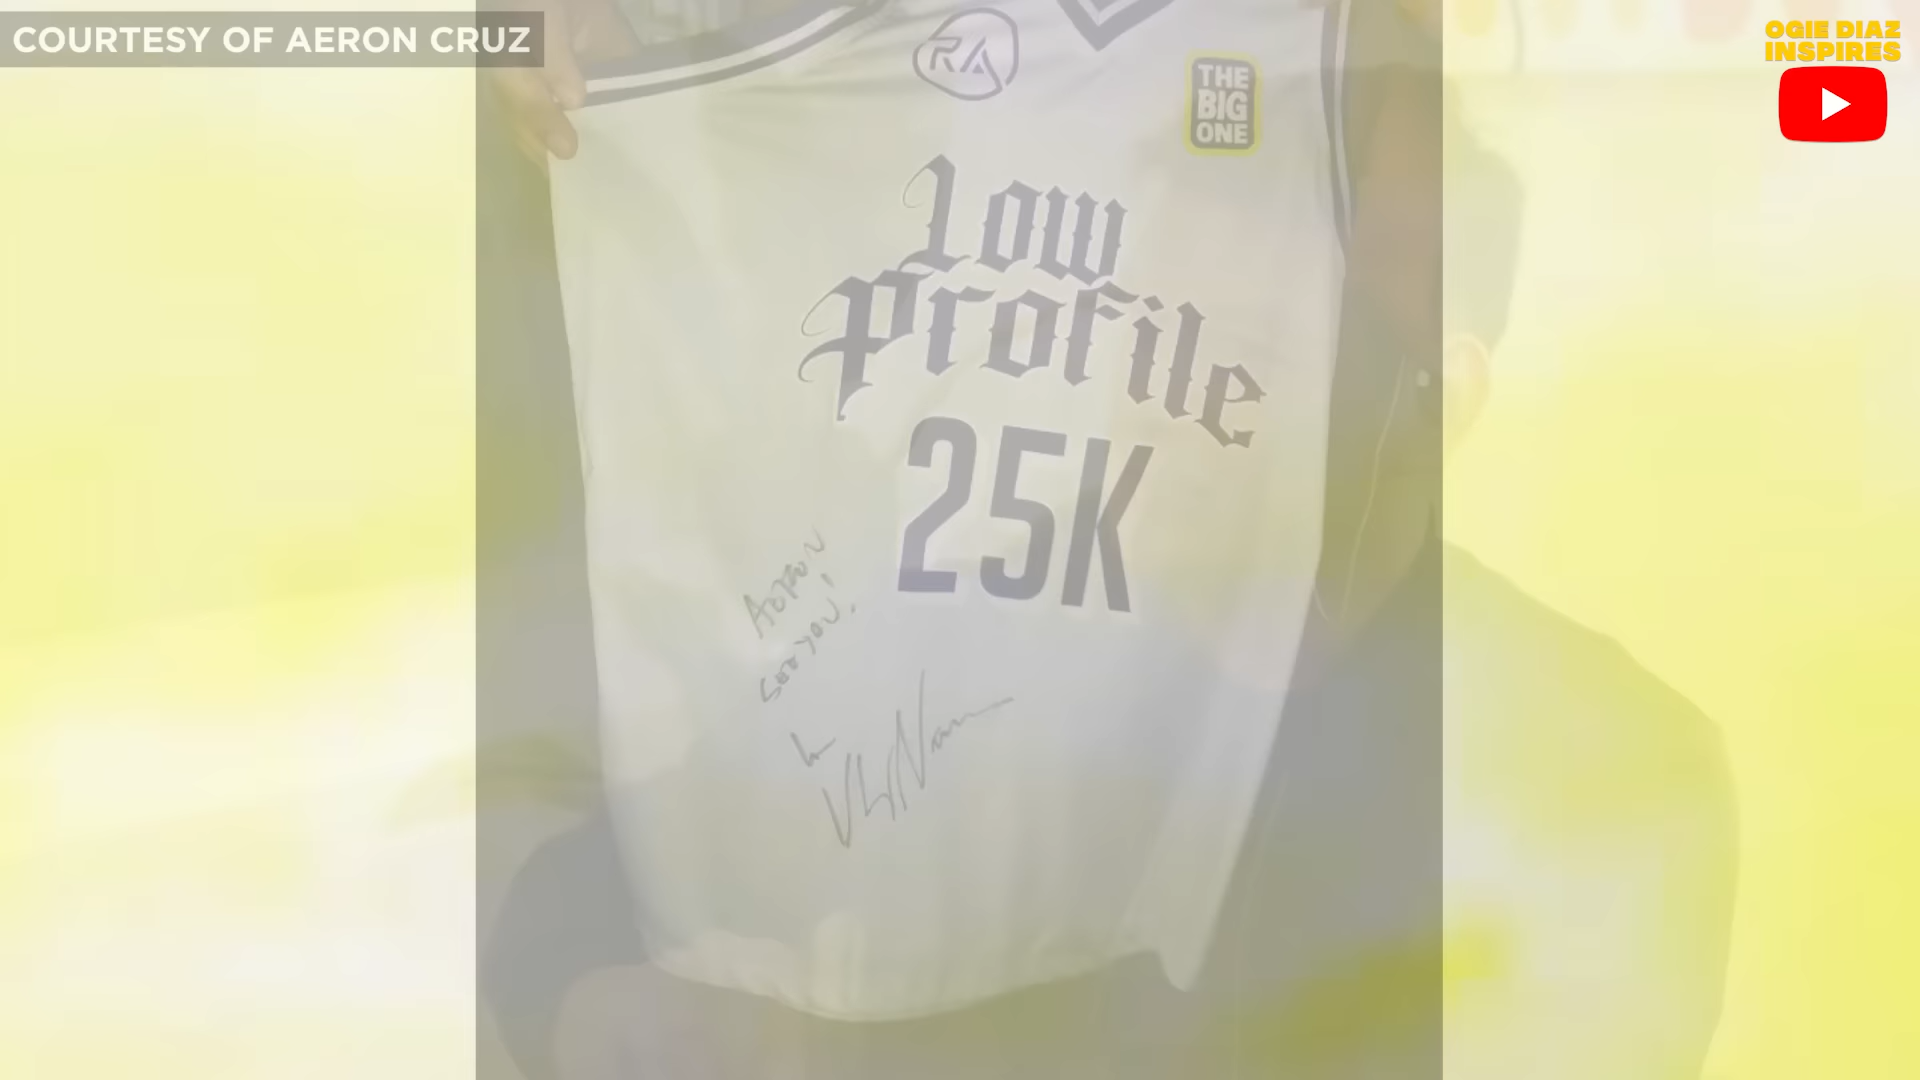 COURTESY OF AERON CRUZ
OGIE DIAZ
INSPIRES
RA
THE
BIG
ONE
Low
Profile
25K
AERON
SEE YOU!